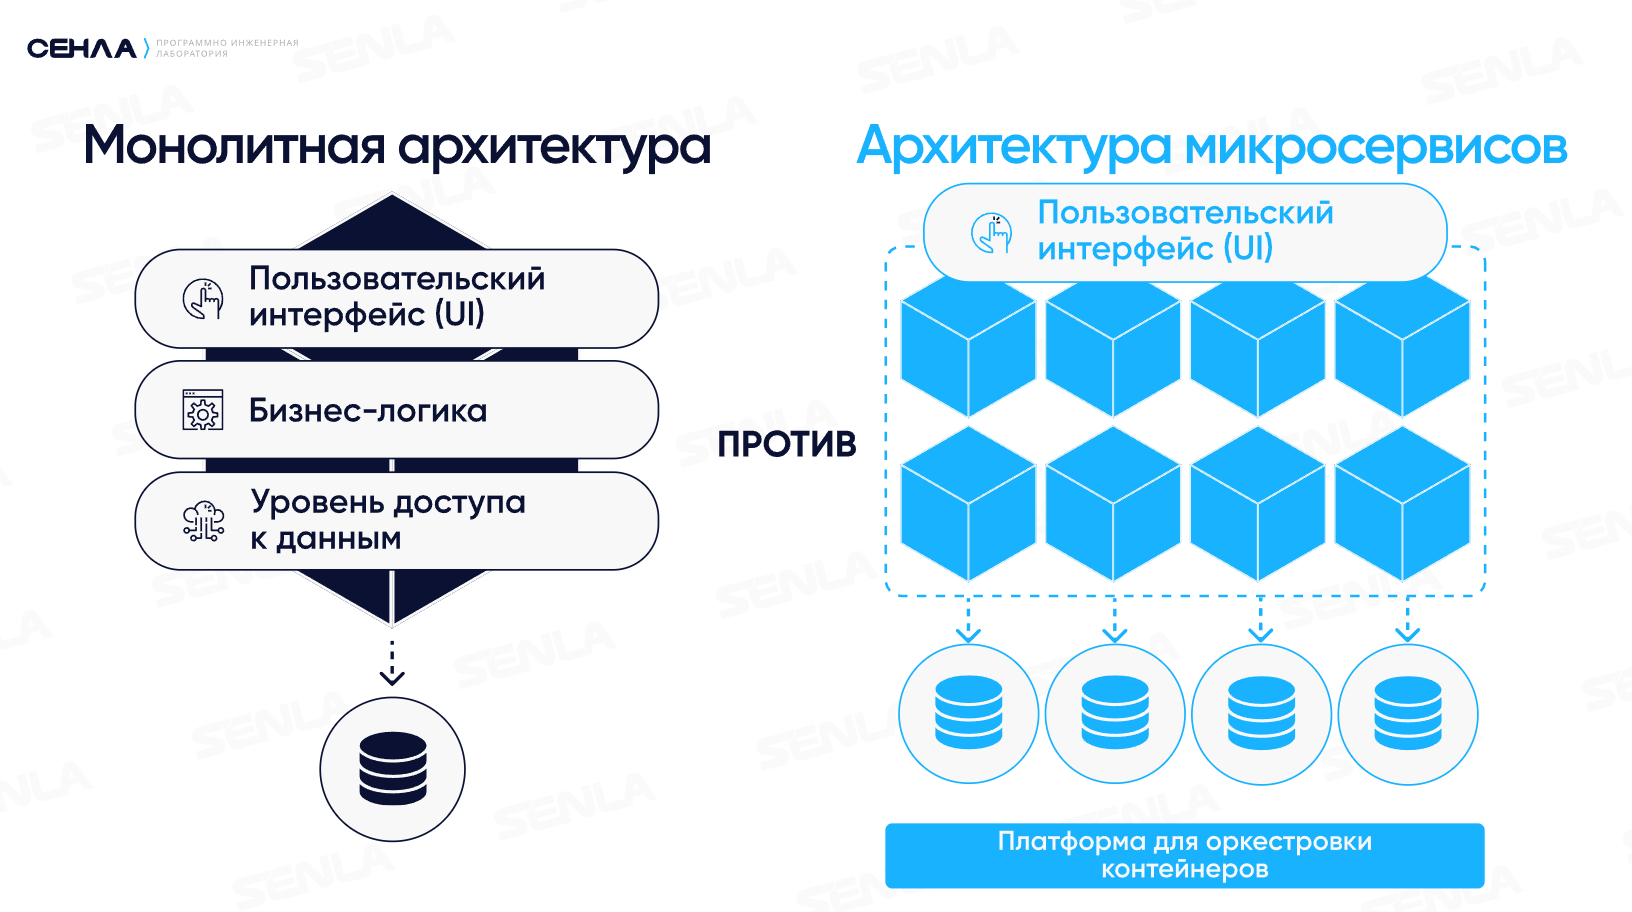 СЕНЛА
ПРОГРАММНО ИНЖЕНЕРНАЯ
ЛАБОРАТОРИЯ
Монолитная архитектура
Пользовательский
интерфейс (UI)
Бизнес-логика
Уровень доступа
к данным
ПРОТИВ
Архитектура микросервисов
Пользовательский
интерфейс (UI)
Платформа для оркестровки
контейнеров
SENLA